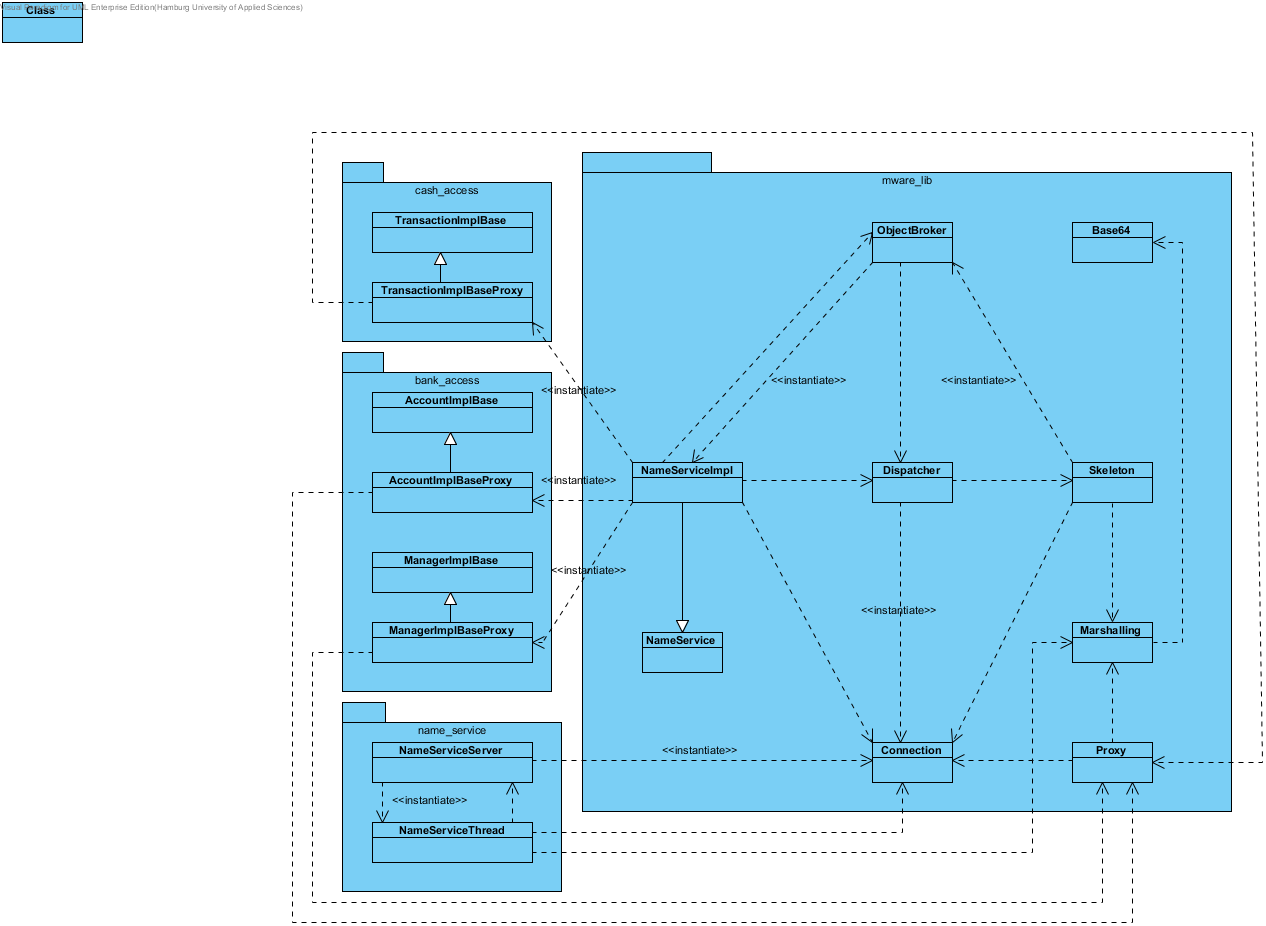 Visual Paradigm for UML Enterprise Edition(Hamburg University of Applied Sciences)
Class
cash_access
TransactionImplBase
TransactionImplBaseProxy
mware_lib
ObjectBroker
Base64
<<instantiate>>
<<instantiate>>
<<instantiate>>
bank_access
AccountImplBase
AccountImplBaseProxy
<<instantiate>>
NameServiceImpl
Dispatcher
Skeleton
ManagerImplBase
<<instantiate>>
ManagerImplBaseProxy
<<instantiate>>
NameService
Marshalling
name_service
NameServiceServer
<<instantiate>>
Connection
Proxy
<<instantiate>>
NameServiceThread